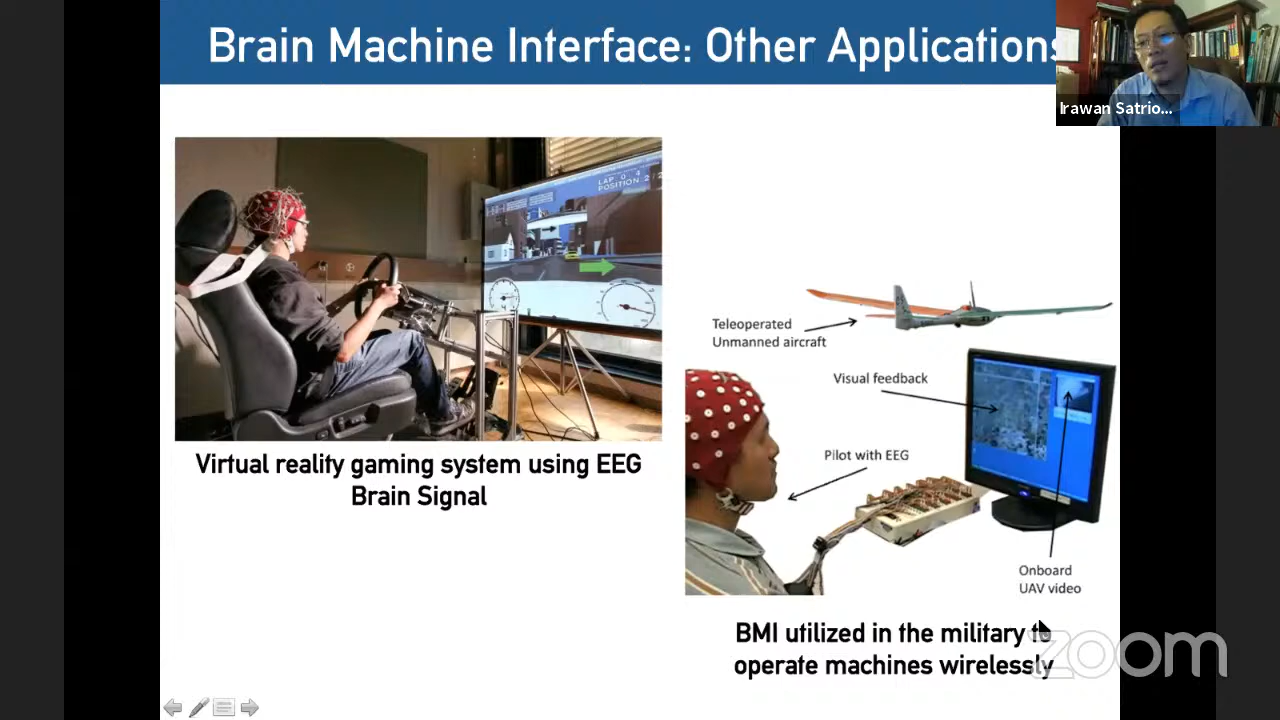 Brain Machine Interface: Other Applications
Irawan Satrio...
LAP 0 4
POSITION 2
Virtual reality gaming system using EEG
Brain Signal
Teleoperated
Unmanned aircraft
Visual feedback
Pilot with EEG
Onboard
UAV video
BMI utilized in the military to
operate machines wirelessly
zoom